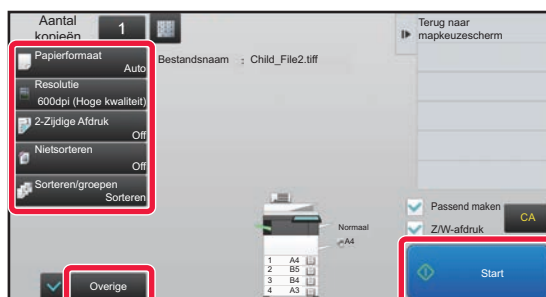 Aantal
kopieën
1
Papierformaat
Auto
Resolutie
600dpi (Hoge kwaliteit)
2-Zijdige Afdruk
Off
Nietsorteren
Off
Sorteren/groepen
Sorteren
Overige
Bestandsnaam : Child_File2.tiff
Normaal
A4
1 A4
2 B5
3 B4
4 A3
Terug naar
mapkeuzescherm
Passend maken
Z/W-afdruk
CA
Start